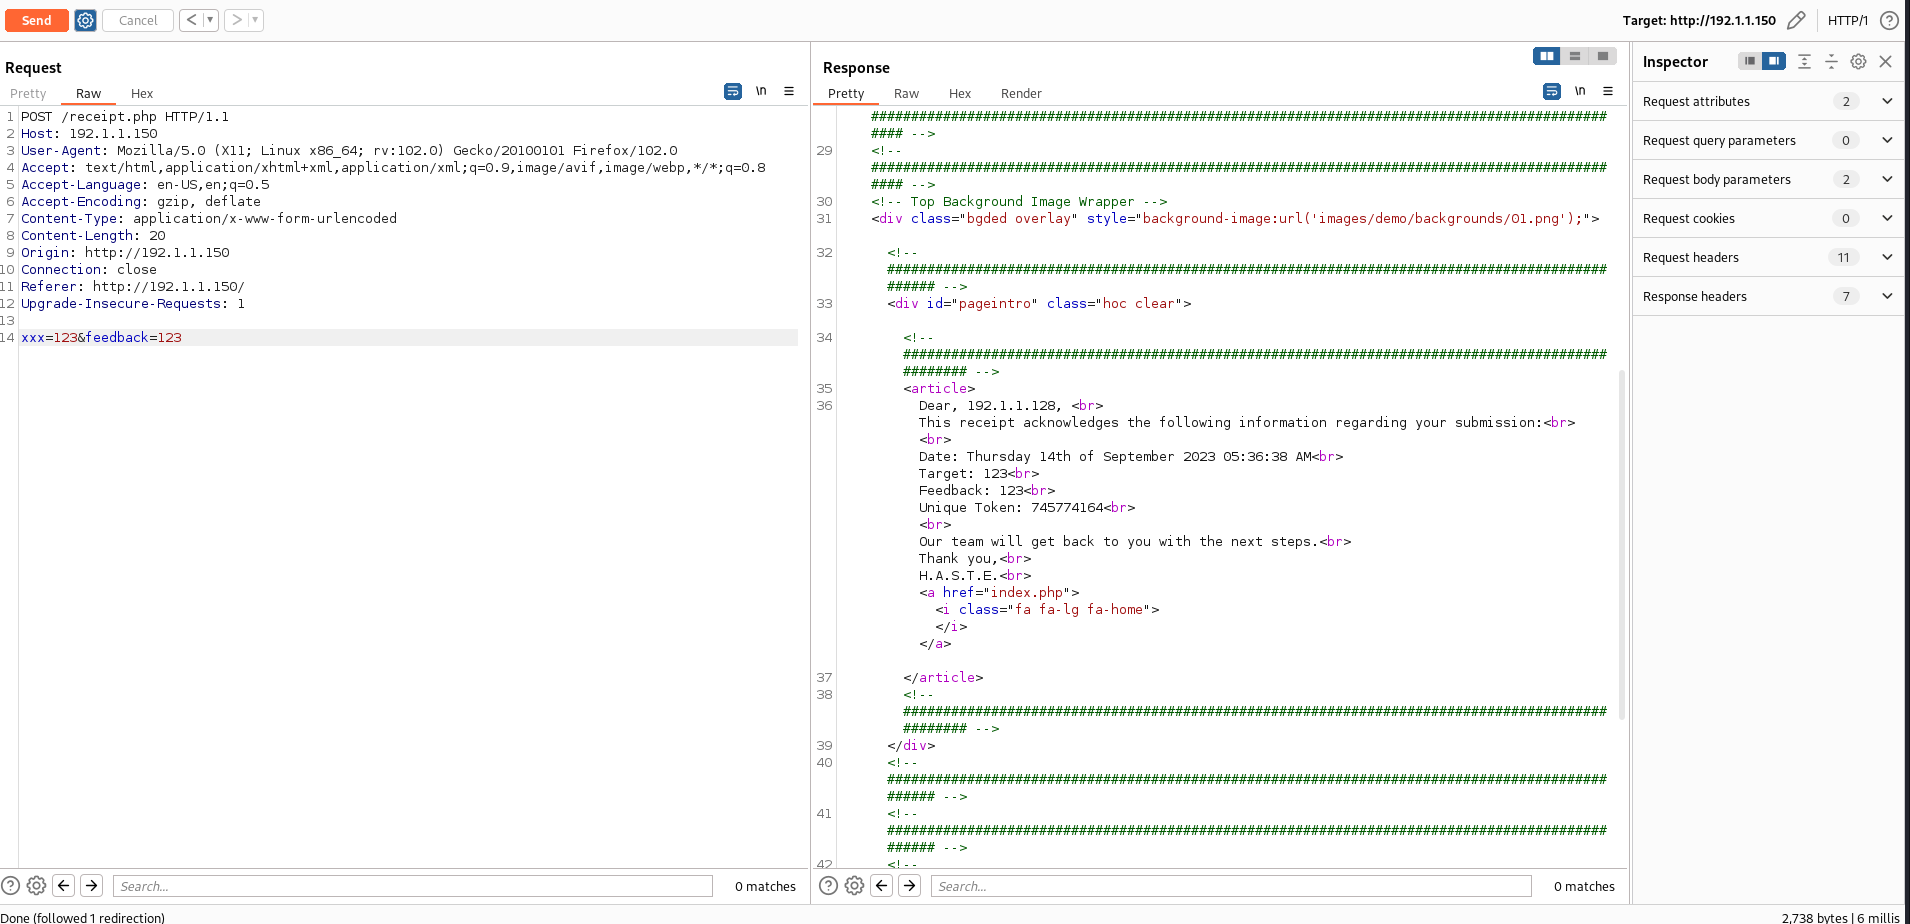 Send
Cancel
<
>
Target: http://192.1.1.150
HTTP/1
Request
Pretty
Raw
Hex
\n
1 POST /receipt.php HTTP/1.1
2 Host: 192.1.1.150
3 User-Agent: Mozilla/5.0 (X11; Linux x86_64; rv:102.0) Gecko/20100101 Firefox/102.0
4 Accept: text/html,application/xhtml+xml,application/xml;q=0.9,image/avif,image/webp,*/*;q=0.8
5 Accept-Language: en-US,en;q=0.5
6 Accept-Encoding: gzip, deflate
7 Content-Type: application/x-www-form-urlencoded
8 Content-Length: 20
9 Origin: http://192.1.1.150
10 Connection: close
11 Referer: http://192.1.1.150/
12 Upgrade-Insecure-Requests: 1
13
14 xxx=123&feedback=123
Search...
0 matches
Response
Pretty
Raw
Hex
Render
\n
############################################################################################
#### -->
29 <!--
############################################################################################
#### -->
30 <!-- Top Background Image Wrapper -->
31 <div class="bgded overlay" style="background-image:url('images/demo/backgrounds/01.png');">
32 <!--
##########################################################################################
###### -->
33 <div id="pageintro" class="hoc clear">
34 <!--
########################################################################################
######## -->
35 <article>
36 Dear, 192.1.1.128, <br>
This receipt acknowledges the following information regarding your submission:<br>
<br>
Date: Thursday 14th of September 2023 05:36:38 AM<br>
Target: 123<br>
Feedback: 123<br>
Unique Token: 745774164<br>
<br>
Our team will get back to you with the next steps.<br>
Thank you,<br>
H.A.S.T.E.<br>
<a href="index.php">
<i class="fa fa-lg fa-home">
</i>
</a>
37 </article>
38 <!--
########################################################################################
######## -->
39 </div>
40 <!--
##########################################################################################
###### -->
41 <!--
##########################################################################################
###### -->
42 <!--
Search...
0 matches
Inspector
Request attributes 2
Request query parameters 0
Request body parameters 2
Request cookies 0
Request headers 11
Response headers 7
Done (followed 1 redirection)
2,738 bytes | 6 millis